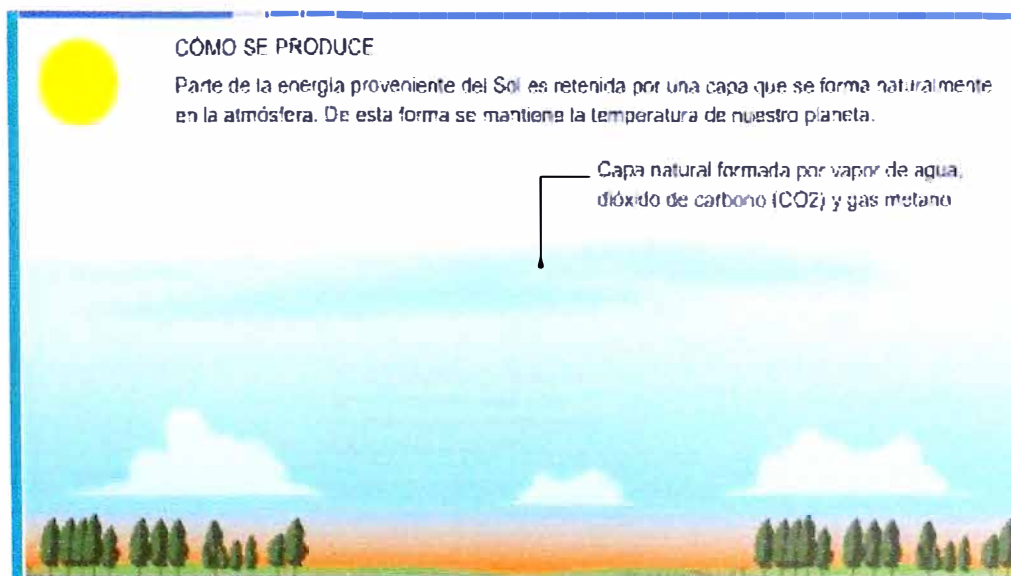 CÓMO SE PRODUCE
Parte de la energía proveniente del Sol es retenida por una capa que se forma naturalmente
en la atmósfera. De esta forma se mantiene la temperatura de nuestro planeta.
Capa natural formada por vapor de agua,
dióxido de carbono (CO2) y gas metano